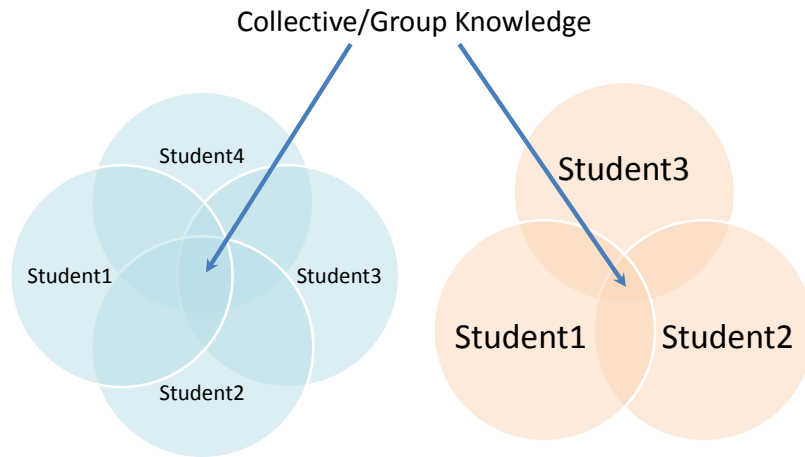 Collective/Group Knowledge
Student4
Student1
Student3
Student2
Student3
Student1
Student2